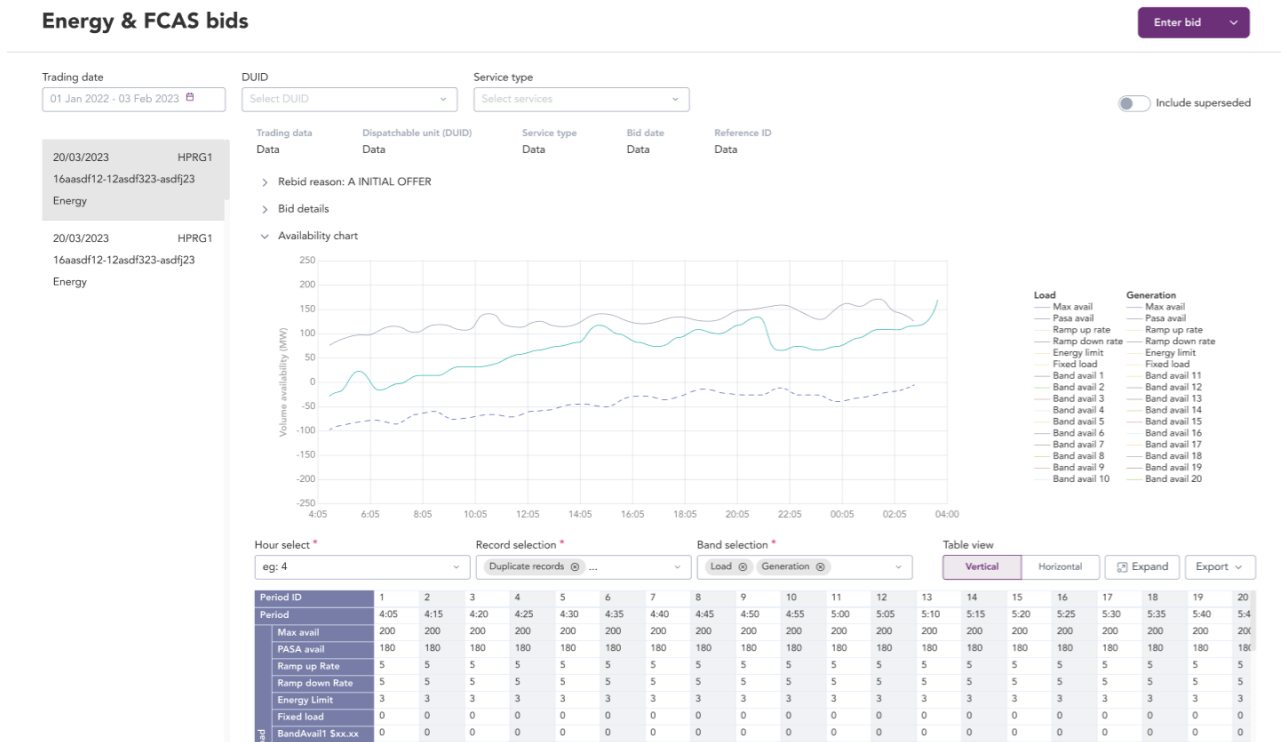 Energy & FCAS bids
Enter bid
Trading date DUID Service type
01 Jan 2022 - 03 Feb 2023 Select DUID Select services
Include superseded
Trading data Dispatchable unit (DUID) Service type Bid date Reference ID
Data Data Data Data Data
20/03/2023 HPRG1
16aasdf12-12asdf323-asdfj23
Energy
20/03/2023 HPRG1
16aasdf12-12asdf323-asdfj23
Energy
Rebid reason: A INITIAL OFFER
Bid details
Availability chart
Volume availability (MW)
250
200
150
100
50
0
-50
-100
-150
-200
-250
4:05 6:05 8:05 10:05 12:05 14:05 16:05 18:05 20:05 22:05 00:05 02:05 04:00
Load Generation
Max avail Max avail
Pasa avail Pasa avail
Ramp up rate Ramp up rate
Ramp down rate Ramp down rate
Energy limit Energy limit
Fixed load Fixed load
Band avail 1 Band avail 11
Band avail 2 Band avail 12
Band avail 3 Band avail 13
Band avail 4 Band avail 14
Band avail 5 Band avail 15
Band avail 6 Band avail 16
Band avail 7 Band avail 17
Band avail 8 Band avail 18
Band avail 9 Band avail 19
Band avail 10 Band avail 20
Hour select * Record selection * Band selection * Table view
eg: 4 Duplicate records ... Load Generation Vertical Horizontal Expand Export
Period ID 1 2 3 4 5 6 7 8 9 10 11 12 13 14 15 16 17 18 19 20
Period 4:05 4:15 4:20 4:25 4:30 4:35 4:40 4:45 4:50 4:55 5:00 5:05 5:10 5:15 5:20 5:25 5:30 5:35 5:40
Max avail 200 200 200 200 200 200 200 200 200 200 200 200 200 200 200 200 200 200 200
PASA avail 180 180 180 180 180 180 180 180 180 180 180 180 180 180 180 180 180 180 180
Ramp up Rate 5 5 5 5 5 5 5 5 5 5 5 5 5 5 5 5 5 5 5 5
Ramp down Rate 5 5 5 5 5 5 5 5 5 5 5 5 5 5 5 5 5 5 5 5
Energy Limit 3 3 3 3 3 3 3 3 3 3 3 3 3 3 3 3 3 3 3 3
Fixed load 0 0 0 0 0 0 0 0 0 0 0 0 0 0 0 0 0 0 0 0
BandAvail1 $xx.xx 0 0 0 0 0 0 0 0 0 0 0 0 0 0 0 0 0 0 0 0